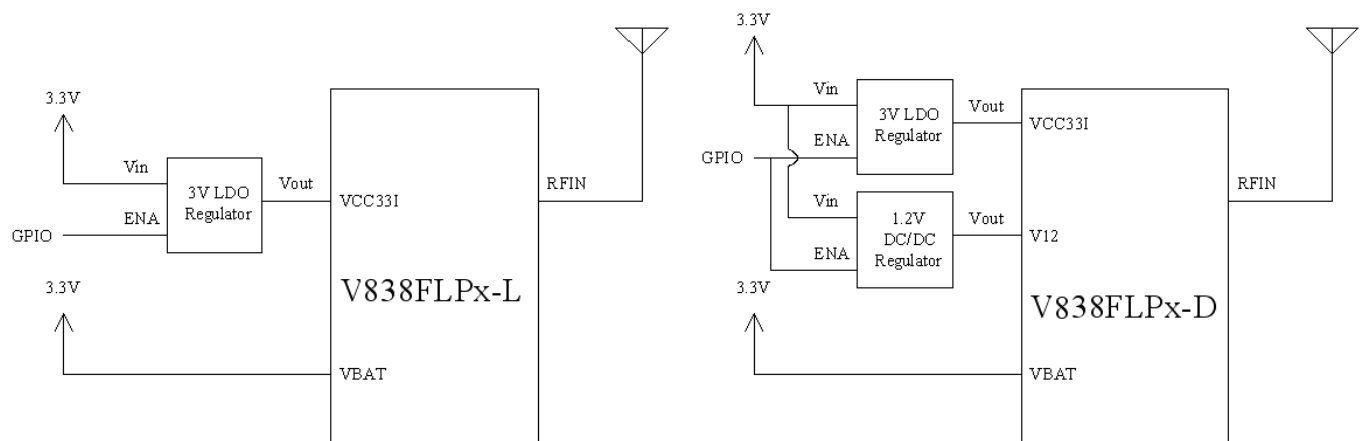 3.3V
Vin
3V LDO
Regulator
Vout
VCC33I
ENA
GPIO
RFIN
3.3V
V838FLPx-L
VBAT
3.3V
Vin
3V LDO
Regulator
Vout
VCC33I
ENA
GPIO
RFIN
Vin
1.2V
DC/DC
Regulator
Vout
V12
ENA
3.3V
V838FLPx-D
VBAT